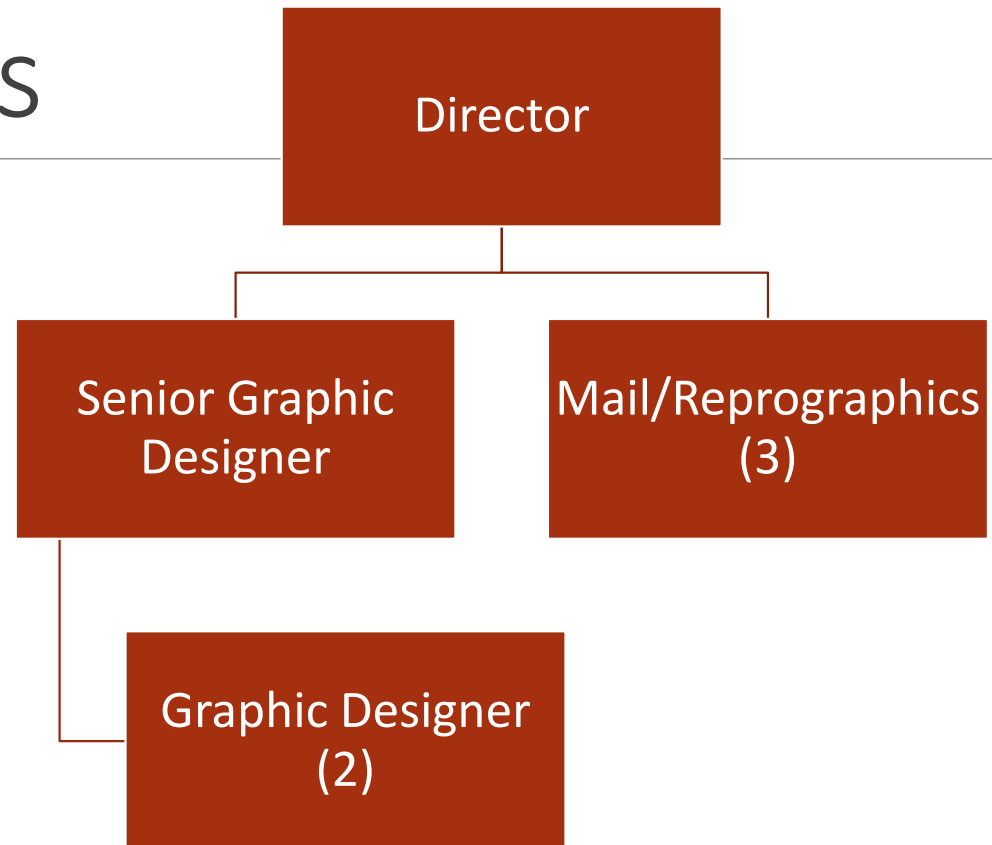 s
Director
Senior Graphic
Designer
Mail/Reprographics
(3)
Graphic Designer
(2)